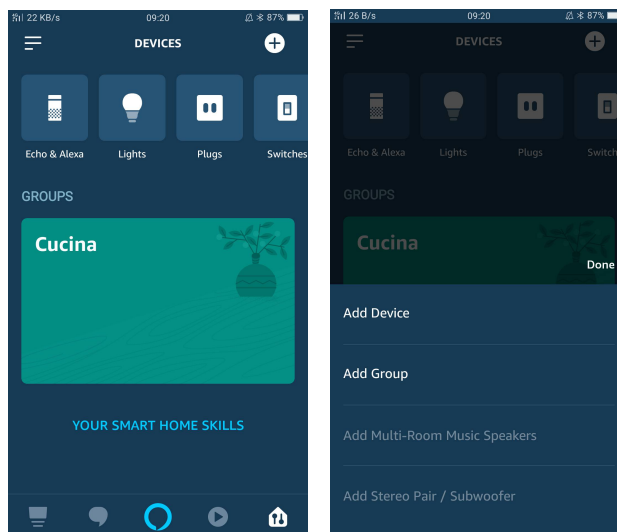 22 KB/s 09:20 87%
DEVICES
Echo & Alexa Lights Plugs Switches
GROUPS
Cucina
YOUR SMART HOME SKILLS
26 B/s 09:20 87%
DEVICES
Echo & Alexa Lights Plugs Switch
GROUPS
Cucina
Done
Add Device
Add Group
Add Multi-Room Music Speakers
Add Stereo Pair / Subwoofer